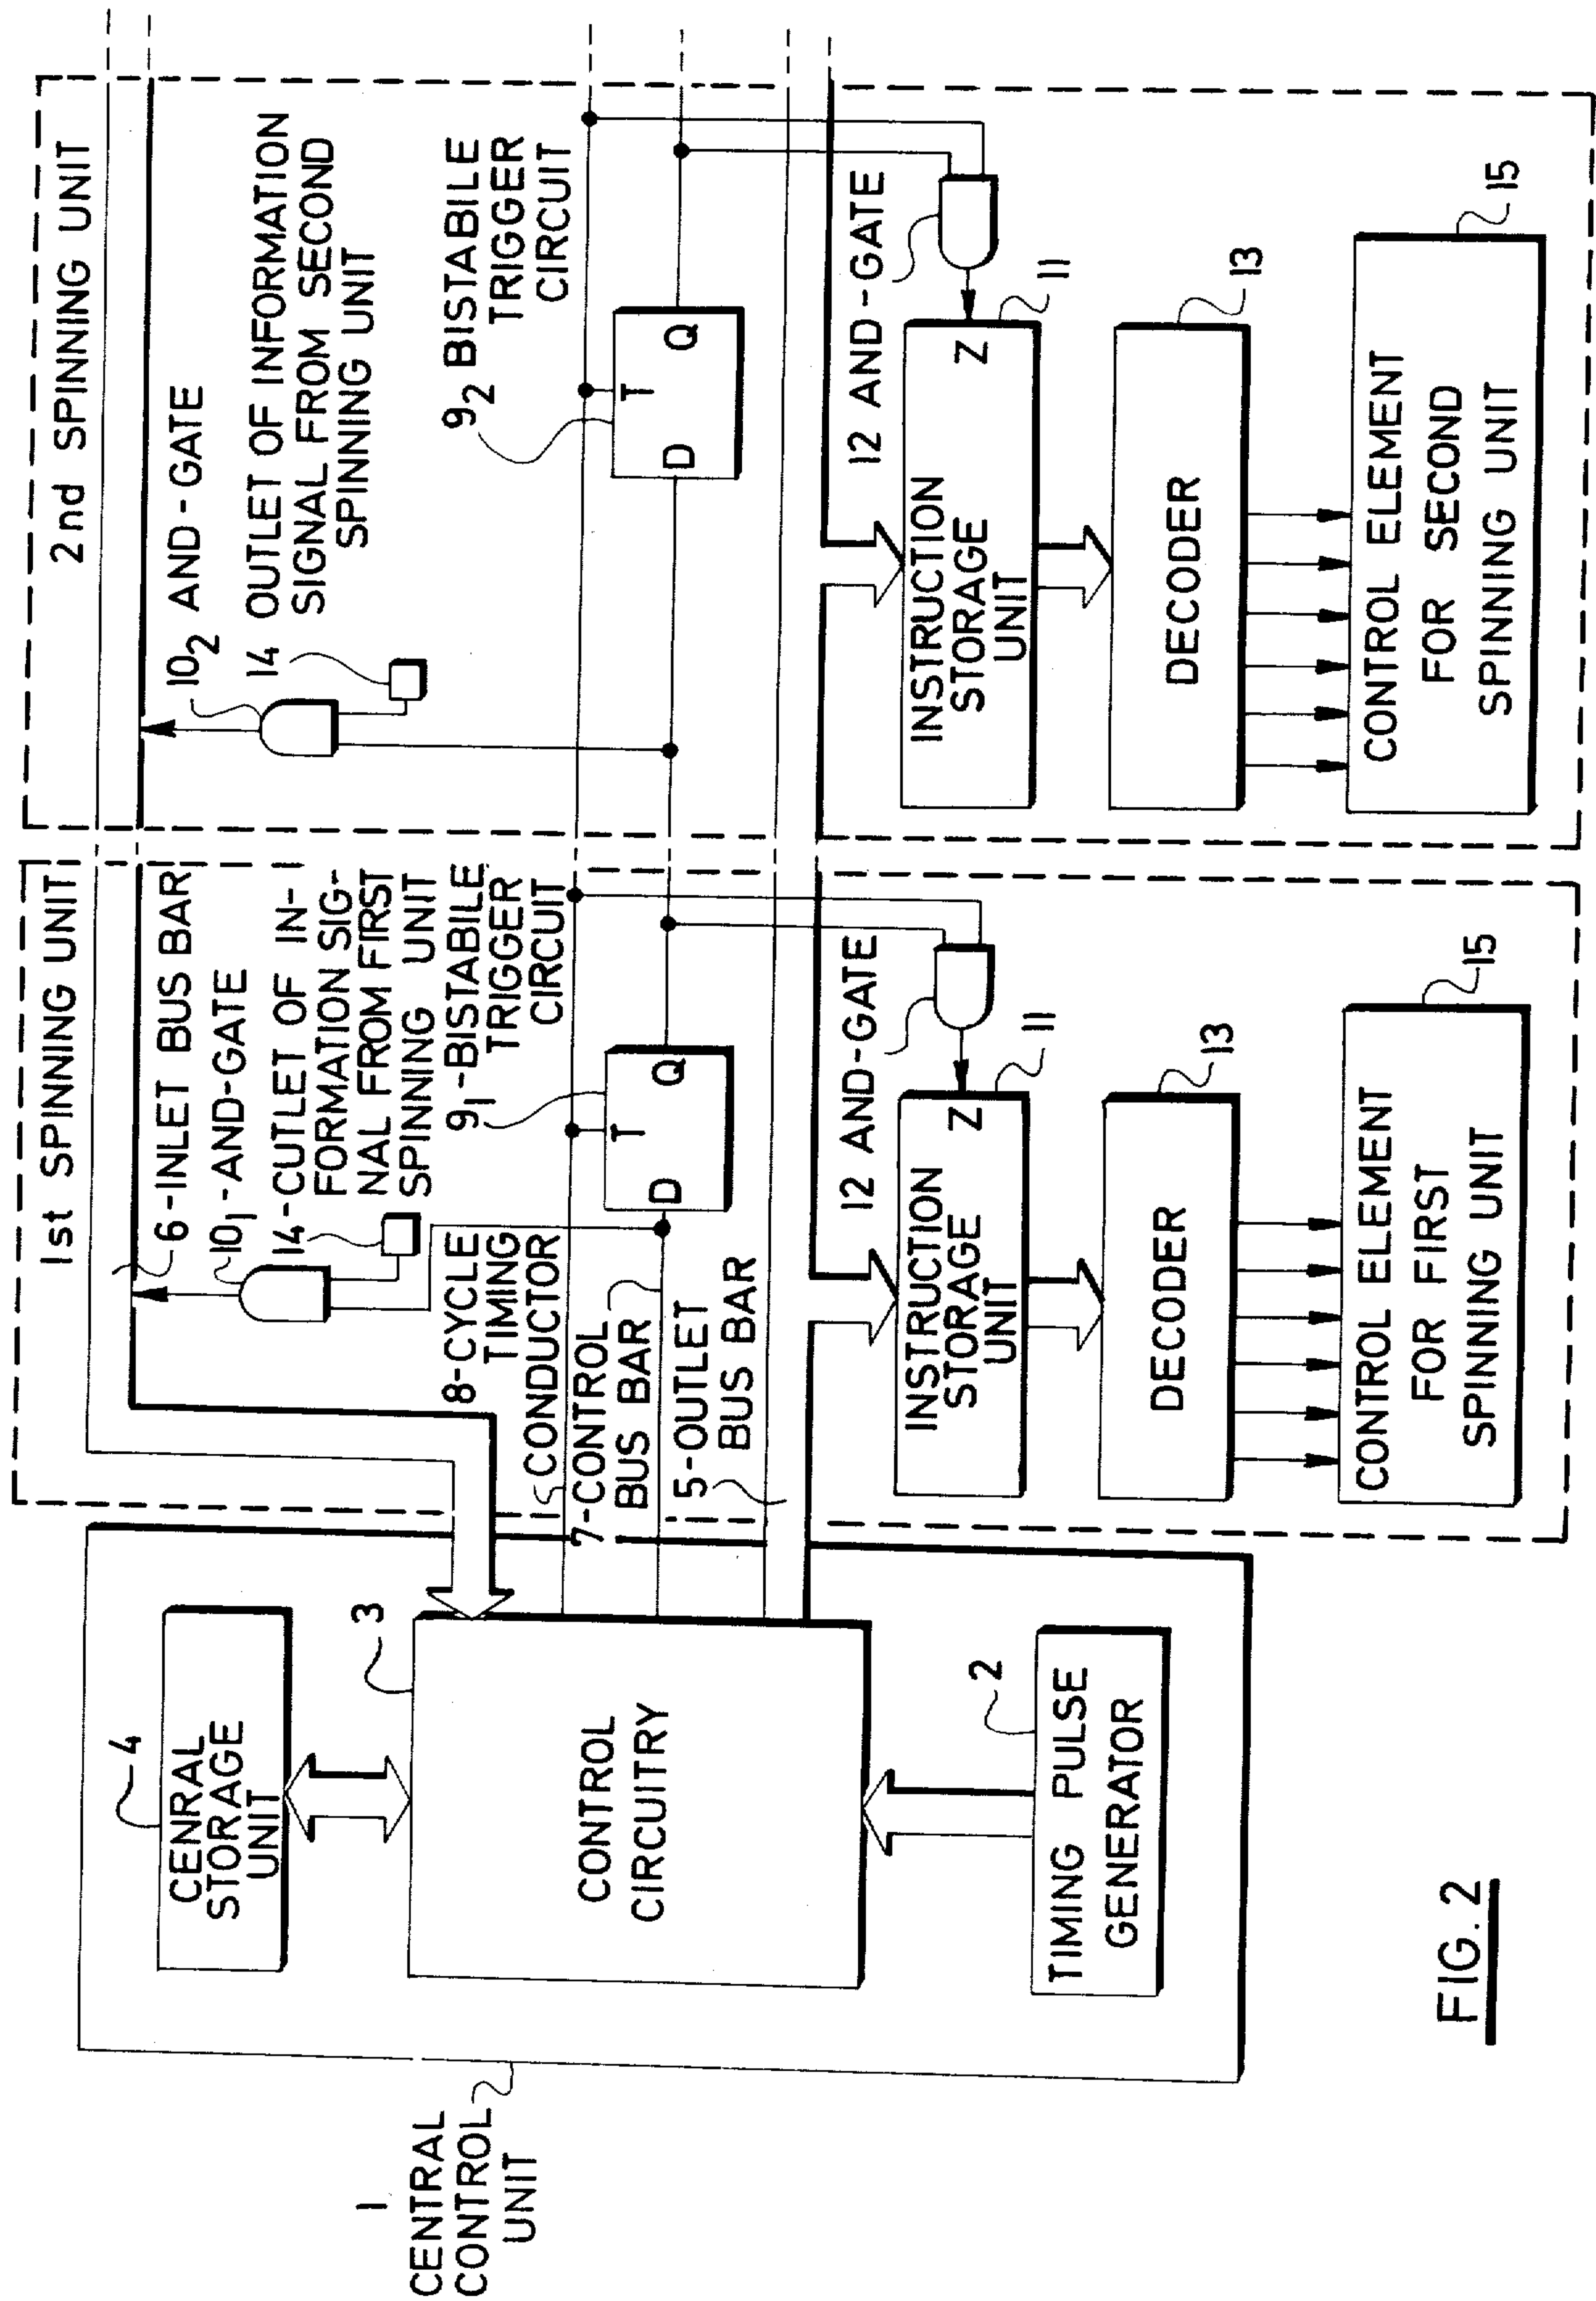 1
CENTRAL
CONTROL
UNIT
4
CENRAL
STORAGE
UNIT
3
CONTROL
CIRCUITRY
2
TIMING PULSE
GENERATOR
1st SPINNING UNIT
6-INLET BUS BAR
10₁-AND-GATE
14-CUTLET OF IN-
FORMATION SIG-
NAL FROM FIRST
SPINNING UNIT
9₁-BISTABILE
TRIGGER
CIRCUIT
8-CYCLE
TIMING
CONDUCTOR
7-CONTROL
BUS BAR
5-OUTLET
BUS BAR
D
T
Q
12 AND-GATE
11
INSTRUCTION
STORAGE
UNIT
Z
13
DECODER
15
CONTROL ELEMENT
FOR FIRST
SPINNING UNIT
2nd SPINNING UNIT
10₂ AND-GATE
14 OUTLET OF INFORMATION
SIGNAL FROM SECOND
SPINNING UNIT
9₂ BISTABILE
TRIGGER
CIRCUIT
D
T
Q
12 AND-GATE
11
INSTRUCTION
STORAGE
UNIT
Z
13
DECODER
15
CONTROL ELEMENT
FOR SECOND
SPINNING UNIT
FIG. 2